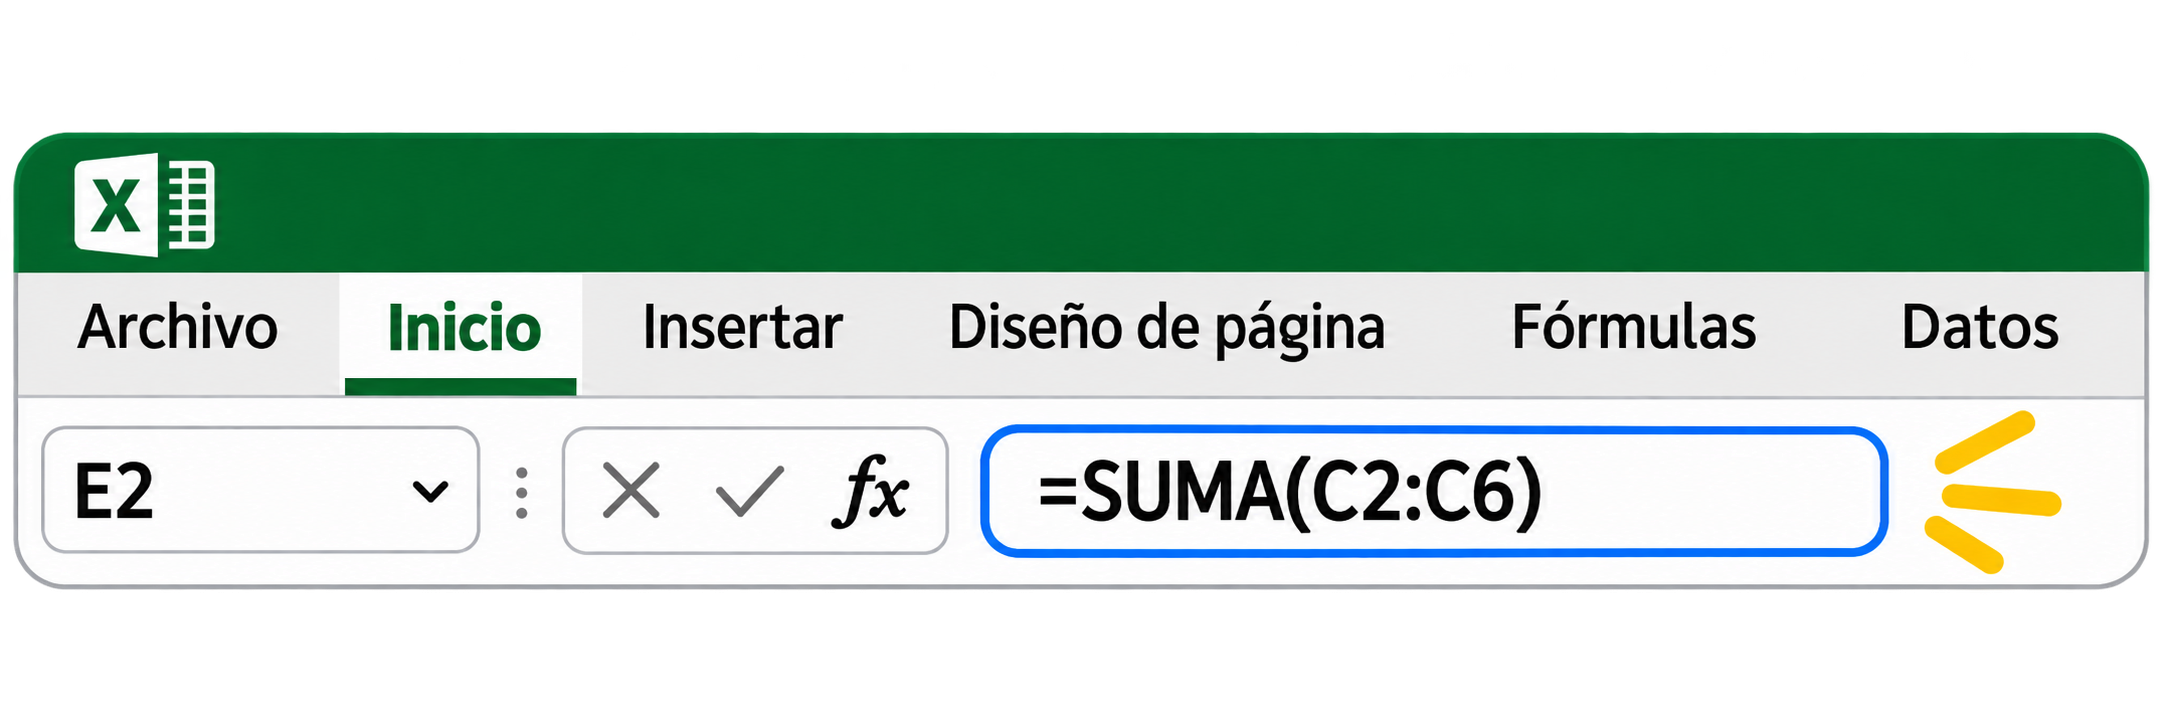 X
Archivo Inicio Insertar Diseño de página Fórmulas Datos
E2 fx =SUMA(C2:C6)